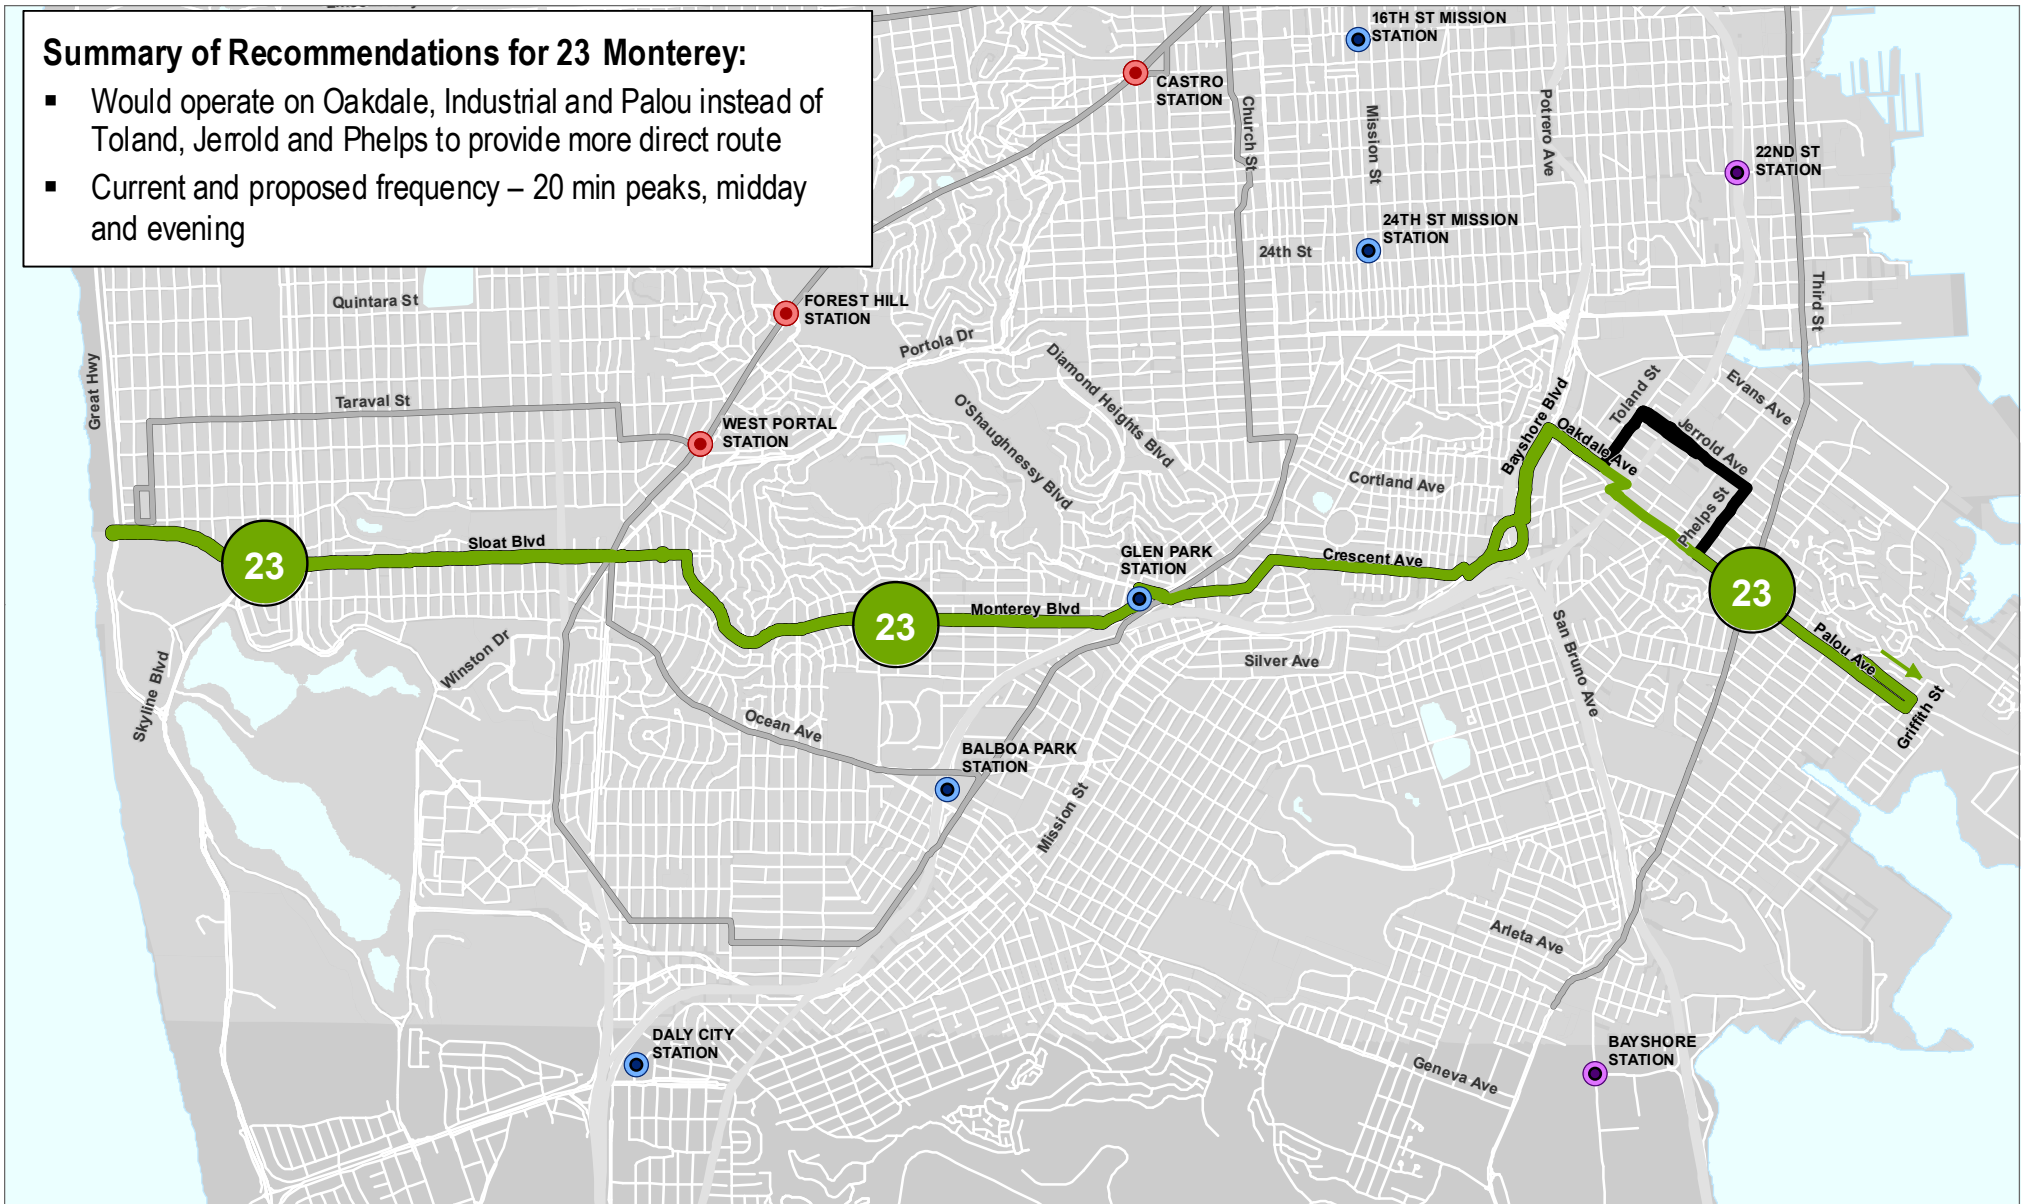 Summary of Recommendations for 23 Monterey:
▪ Would operate on Oakdale, Industrial and Palou instead of
Toland, Jerrold and Phelps to provide more direct route
▪ Current and proposed frequency – 20 min peaks, midday
and evening
16TH ST MISSION
STATION
CASTRO
STATION
Church St
Mission St
Potrero Ave
22ND ST
STATION
24TH ST MISSION
STATION
24th St
Third St
Quintara St
FOREST HILL
STATION
Portola Dr
Great Hwy
Taraval St
WEST PORTAL
STATION
O'Shaughnessy Blvd
Diamond Heights Blvd
Cortland Ave
Bayshore Blvd
Oakdale Ave
Toland St
Jerrold Ave
Evans Ave
Phelps St
23
Sloat Blvd
GLEN PARK
STATION
Crescent Ave
23
23
Monterey Blvd
Silver Ave
San Bruno Ave
Palou Ave
Griffith St
Skyline Blvd
Winston Dr
Ocean Ave
BALBOA PARK
STATION
Mission St
Arleta Ave
DALY CITY
STATION
BAYSHORE
STATION
Geneva Ave